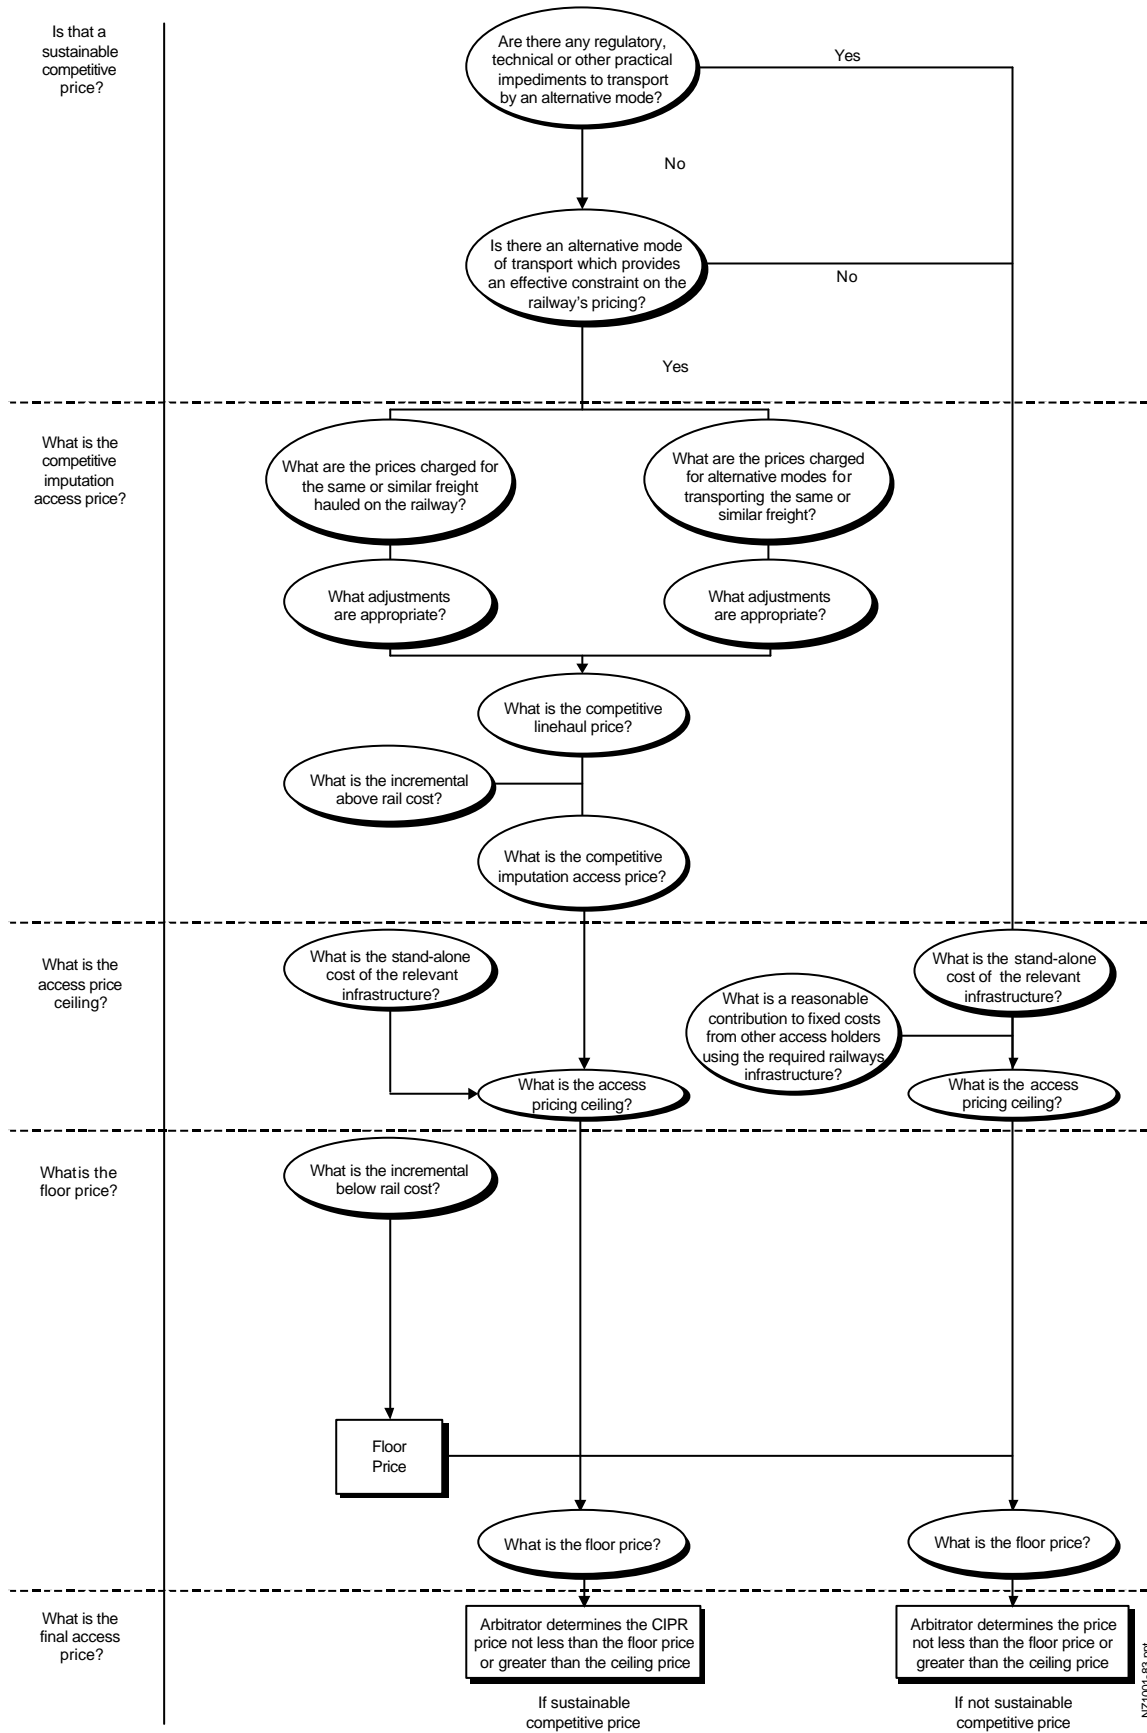 Is that a
sustainable
competitive
price?
Are there any regulatory,
technical or other practical
impediments to transport
by an alternative mode?
Yes
No
Is there an alternative mode
of transport which provides
an effective constraint on the
railway's pricing?
No
Yes
What is the
competitive
imputation
access price?
What are the prices charged for
the same or similar freight
hauled on the railway?
What are the prices charged
for alternative modes for
transporting the same or
similar freight?
What adjustments
are appropriate?
What adjustments
are appropriate?
What is the competitive
linehaul price?
What is the incremental
above rail cost?
What is the competitive
imputation access price?
What is the
access price
ceiling?
What is the stand-alone
cost of the relevant
infrastructure?
What is the stand-alone
cost of the relevant
infrastructure?
What is a reasonable
contribution to fixed costs
from other access holders
using the required railways
infrastructure?
What is the access
pricing ceiling?
What is the access
pricing ceiling?
What is the
floor price?
What is the incremental
below rail cost?
Floor
Price
What is the floor price?
What is the floor price?
What is the
final access
price?
Arbitrator determines the CIPR
price not less than the floor price
or greater than the ceiling price
Arbitrator determines the price
not less than the floor price or
greater than the ceiling price
If sustainable
competitive price
If not sustainable
competitive price
NZ1001-83.ppt